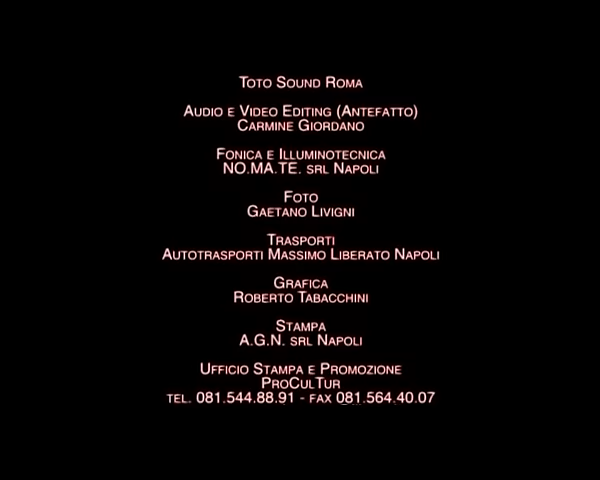 Toto Sound Roma
Audio e Video Editing (Antefatto)
Carmine Giordano
Fonica e Illuminotecnica
NO.MA.TE. srl Napoli
Foto
Gaetano Livigni
Trasporti
Autotrasporti Massimo Liberato Napoli
Grafica
Roberto Tabacchini
Stampa
A.G.N. srl Napoli
Ufficio Stampa e Promozione
ProCulTur
tel. 081.544.88.91 - fax 081.564.40.07